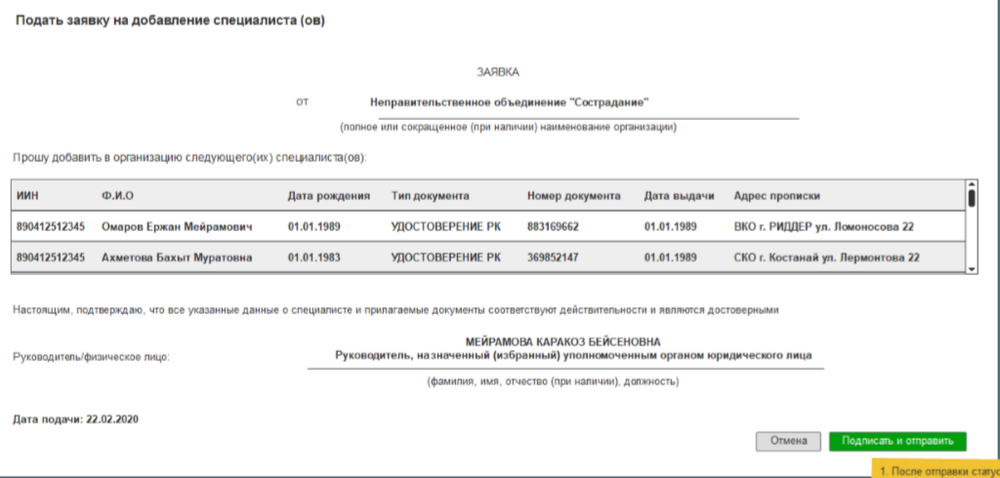 Подать заявку на добавление специалиста (ов)
ЗАЯВКА
от Неправительственное объединение "Сострадание"
(полное или сокращенное (при наличии) наименование организации)
Прошу добавить в организацию следующего(их) специалиста(ов):
ИИН Ф.И.О Дата рождения Тип документа Номер документа Дата выдачи Адрес прописки
890412512345 Омаров Ержан Мейрамович 01.01.1989 УДОСТОВЕРЕНИЕ РК 883169662 01.01.1989 ВКО г. РИДДЕР ул. Ломоносова 22
890412512345 Ахметова Бахыт Муратовна 01.01.1983 УДОСТОВЕРЕНИЕ РК 369852147 01.01.1989 СКО г. Костанай ул. Лермонтова 22
Настоящим, подтверждаю, что все указанные данные о специалисте и прилагаемые документы соответствуют действительности и являются достоверными
МЕЙРАМОВА КАРАКОЗ БЕЙСЕНОВНА
Руководитель/физическое лицо: Руководитель, назначенный (избранный) уполномоченным органом юридического лица
(фамилия, имя, отчество (при наличии), должность)
Дата подачи: 22.02.2020
Отмена Подписать и отправить
1. После отправки статус